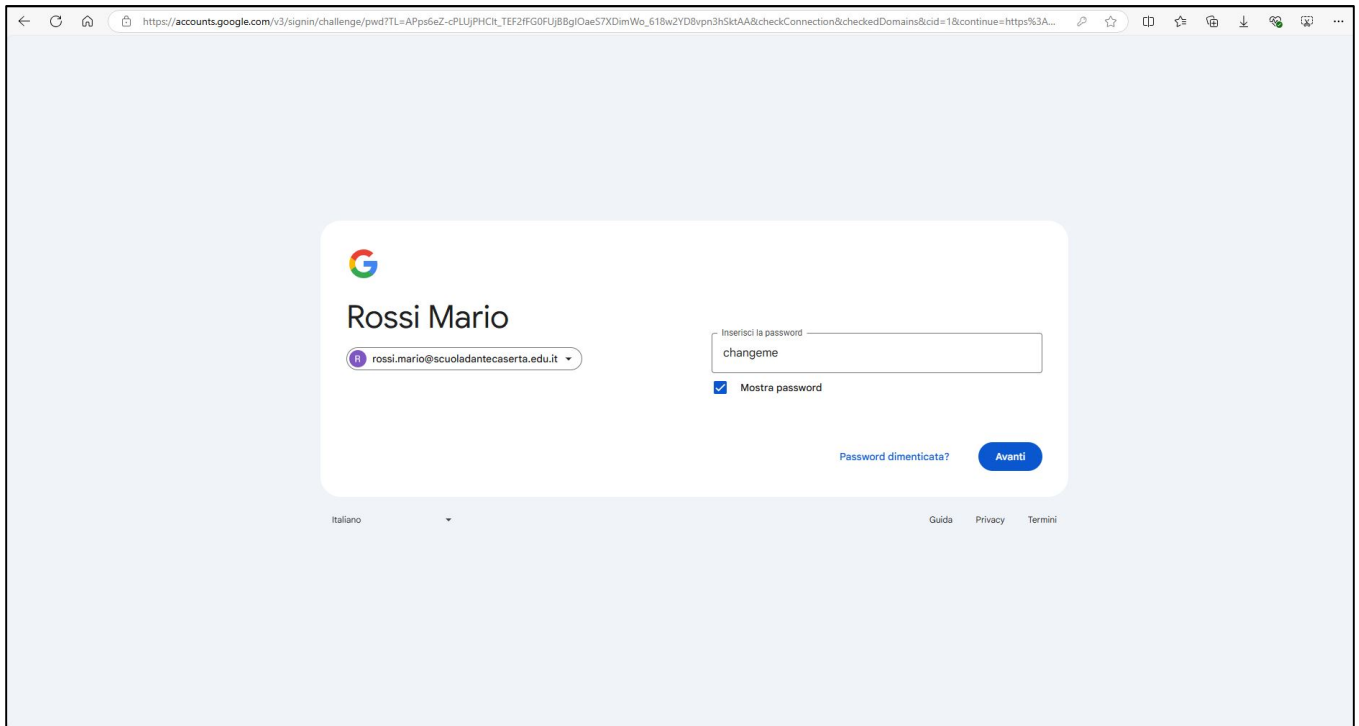 https://accounts.google.com/v3/signin/challenge/pwd?TL=APps6eZ-cPLUjPHClt_TEF2fFG0FUjBBglOaeS7XDimWo_618w2YD8vpn3hSktAA&checkConnection&checkedDomains&cid=1&continue=https%3A...
Rossi Mario
R rossi.mario@scuoladantecaserta.edu.it
Inserisci la password
changeme
Mostra password
Password dimenticata?
Avanti
Italiano
Guida Privacy Termini